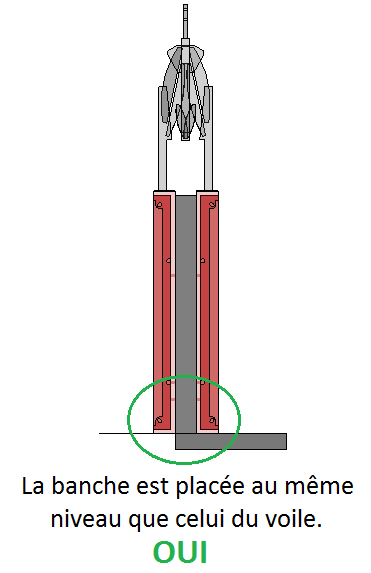 La banche est placée au même
niveau que celui du voile.
OUI